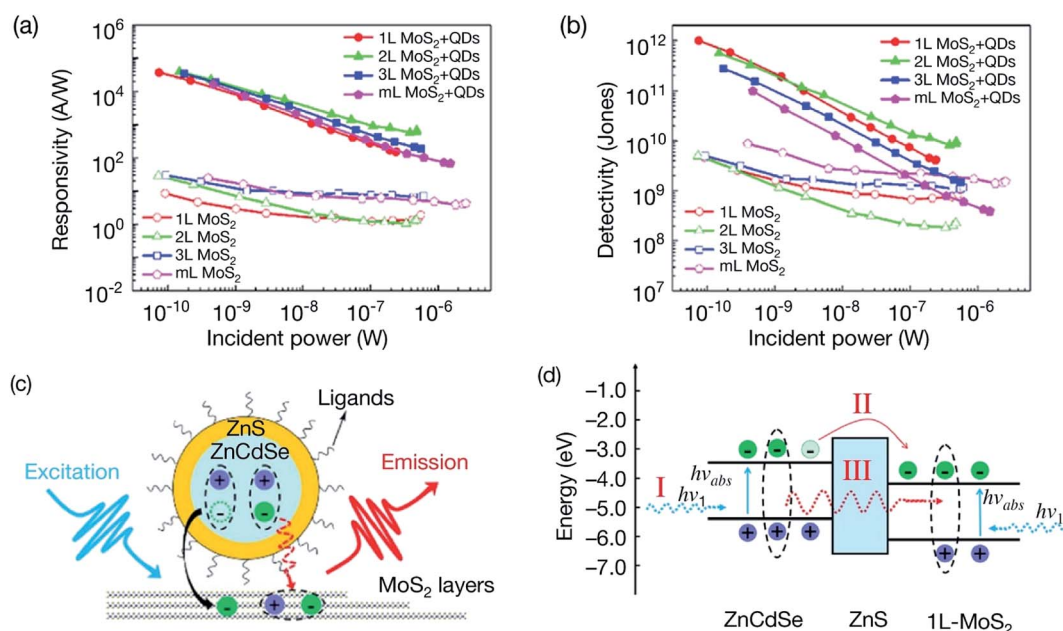 (a)
Responsivity (A/W)
10^6
10^4
10^2
10^0
10^-2
1L MoS₂+QDs
2L MoS₂+QDs
3L MoS₂+QDs
mL MoS₂+QDs
1L MoS₂
2L MoS₂
3L MoS₂
mL MoS₂
10^-10 10^-9 10^-8 10^-7 10^-6
Incident power (W)
(b)
Detectivity (Jones)
10^12
10^11
10^10
10^9
10^8
10^7
1L MoS₂+QDs
2L MoS₂+QDs
3L MoS₂+QDs
mL MoS₂+QDs
1L MoS₂
2L MoS₂
3L MoS₂
mL MoS₂
10^-10 10^-9 10^-8 10^-7 10^-6
Incident power (W)
(c)
Ligands
ZnS
ZnCdSe
Excitation
Emission
+ +
- -
MoS₂ layers
- + -
(d)
Energy (eV)
−1.0
−2.0
−3.0
−4.0
−5.0
−6.0
−7.0
II
- - -
III
- - -
I
hν₁
hν_abs
hν_abs
hν₁
+ + +
+ +
ZnCdSe ZnS 1L-MoS₂